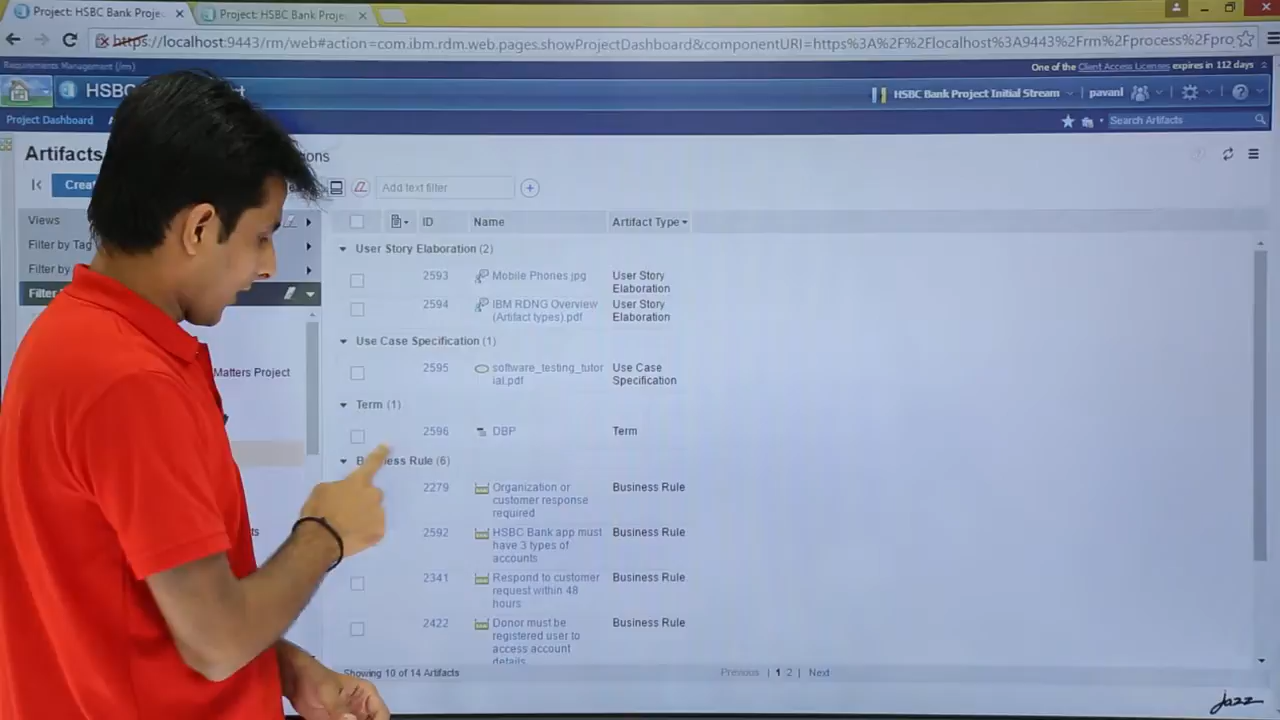 Project: HSBC Bank Proje
Project: HSBC Bank Proje
https://localhost:9443/rm/web#action=com.ibm.rdm.web.pages.showProjectDashboard&componentURI=https%3A%2F%2Flocalhost%3A9443%2Frm%2Fprocess%2Fpro
Requirements Management (/rm)
One of the Client Access Licenses expires in 112 days
HSBC
HSBC Bank Project Initial Stream
pavanl
Project Dashboard
Search Artifacts
Artifacts
Add text filter
Views
ID
Name
Artifact Type
Filter by Tag
User Story Elaboration (2)
Filter by
2593
Mobile Phones jpg
User Story
Elaboration
Filter
2594
IBM RDNG Overview
(Artifact types).pdf
User Story
Elaboration
Use Case Specification (1)
Matters Project
2595
software_testing_tutor
ial.pdf
Use Case
Specification
Term (1)
2596
DBP
Term
Rule (6)
2279
Organization or
customer response
required
Business Rule
2592
HSBC Bank app must
have 3 types of
accounts
Business Rule
2341
Respond to customer
request within 48
hours
Business Rule
2422
Donor must be
registered user to
access account
details
Business Rule
Showing 10 of 14 Artifacts
Previous | 1 2 | Next
jazz